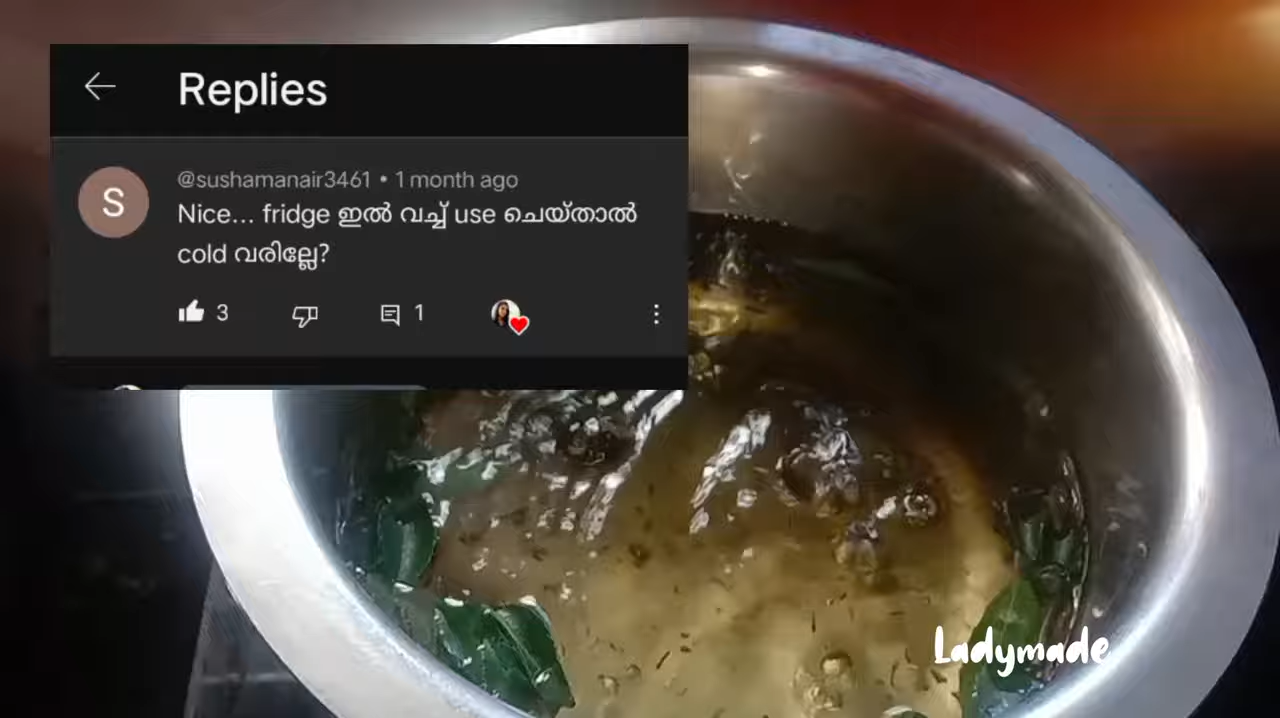 Replies
@sushamanair3461 • 1 month ago
Nice... fridge ഇൽ വച്ച് use ചെയ്താൽ
cold വരില്ലേ?
3
1
Ladymade